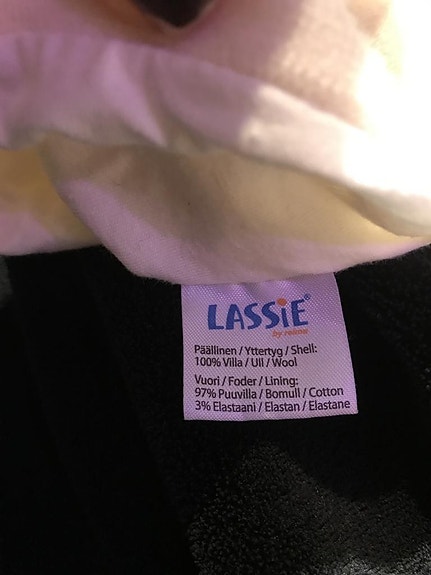 LASSiE®
by reima
Päällinen / Yttertyg / Shell:
100% Villa / Ull / Wool
Vuori / Foder / Lining:
97% Puuvilla / Bomull / Cotton
3% Elastaani / Elastan / Elastane